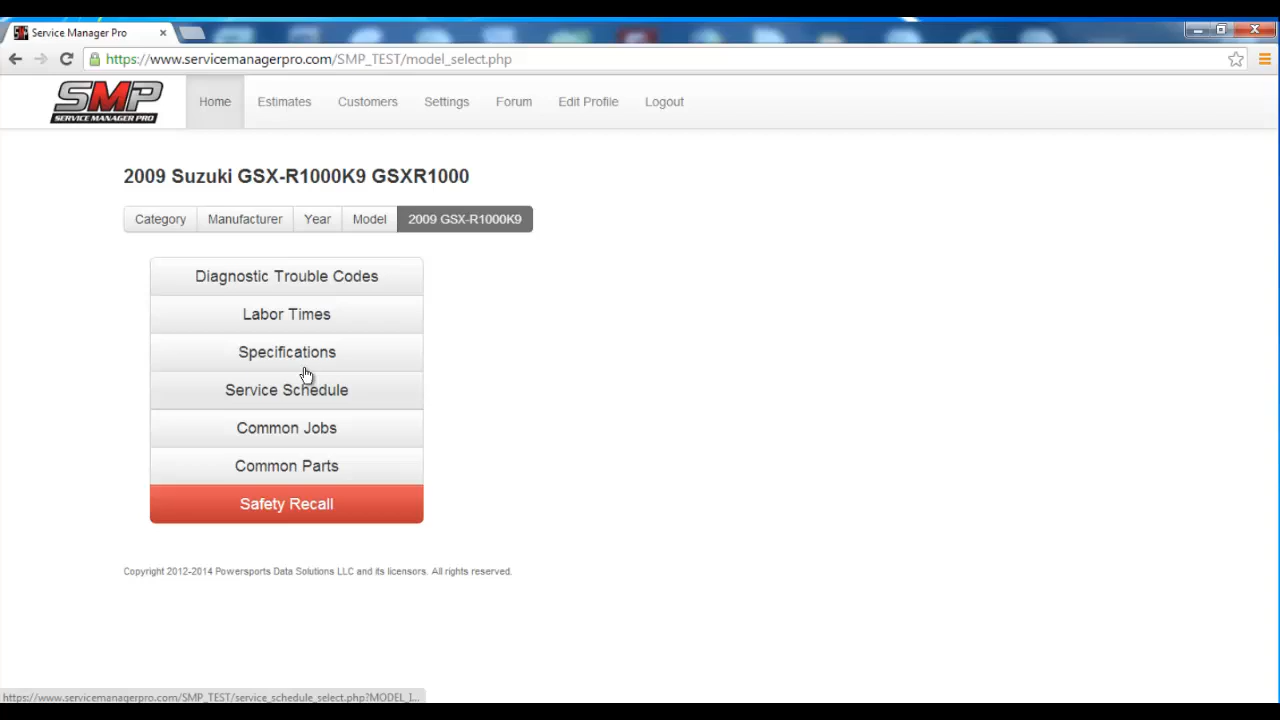 Service Manager Pro
https://www.servicemanagerpro.com/SMP_TEST/model_select.php
SMP
SERVICE MANAGER PRO
Home Estimates Customers Settings Forum Edit Profile Logout
2009 Suzuki GSX-R1000K9 GSXR1000
Category Manufacturer Year Model 2009 GSX-R1000K9
Diagnostic Trouble Codes
Labor Times
Specifications
Service Schedule
Common Jobs
Common Parts
Safety Recall
Copyright 2012-2014 Powersports Data Solutions LLC and its licensors. All rights reserved.
https://www.servicemanagerpro.com/SMP_TEST/service_schedule_select.php?MODEL_I...